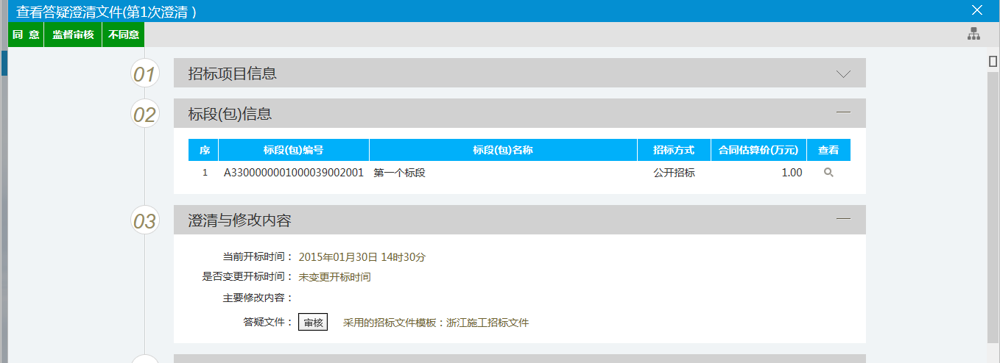 查看答疑澄清文件(第1次澄清 )
同 意 监督审核 不同意
01 招标项目信息
02 标段(包)信息
序 标段(包)编号 标段(包)名称 招标方式 合同估算价(万元) 查看
1 A3300000001000039002001 第一个标段 公开招标 1.00
03 澄清与修改内容
当前开标时间： 2015年01月30日 14时30分
是否变更开标时间： 未变更开标时间
主要修改内容：
答疑文件： 审核 采用的招标文件模板：浙江施工招标文件